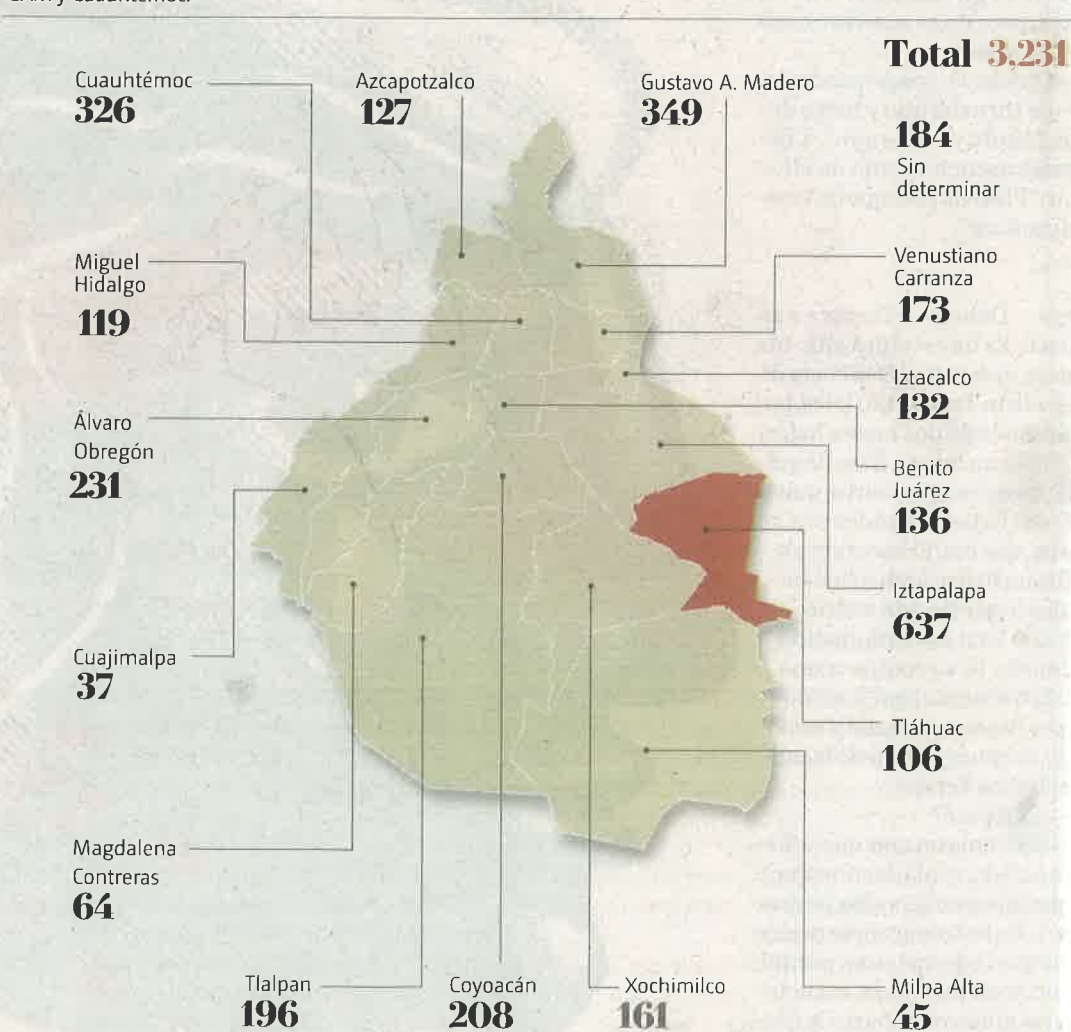 y Cuauhtémoc.
Total 3,231
Cuauhtémoc
326
Azcapotzalco
127
Gustavo A. Madero
349
184
Sin
determinar
Miguel
Hidalgo
119
Venustiano
Carranza
173
Iztacalco
132
Álvaro
Obregón
231
Benito
Juárez
136
Iztapalapa
637
Cuajimalpa
37
Tláhuac
106
Magdalena
Contreras
64
Tlalpan
196
Coyoacán
208
Xochimilco
161
Milpa Alta
45